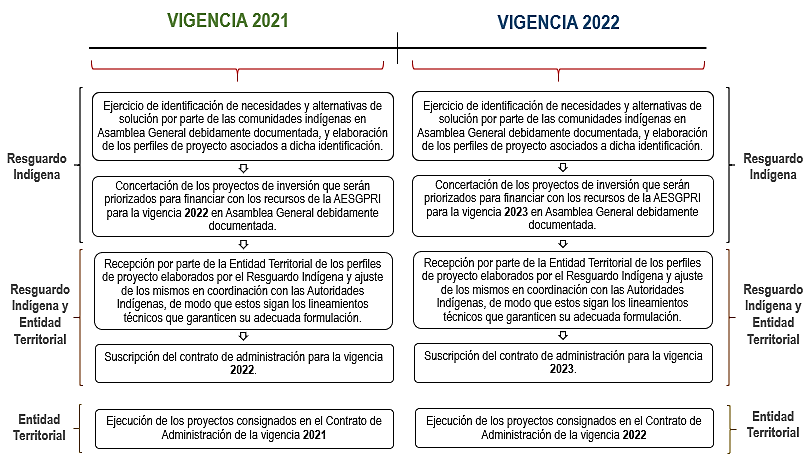 VIGENCIA 2021
VIGENCIA 2022
Resguardo
Indígena
Ejercicio de identificación de necesidades y alternativas de
solución por parte de las comunidades indígenas en
Asamblea General debidamente documentada, y elaboración
de los perfiles de proyecto asociados a dicha identificación.
Concertación de los proyectos de inversión que serán
priorizados para financiar con los recursos de la AESGPRI
para la vigencia 2022 en Asamblea General debidamente
documentada.
Resguardo
Indígena y
Entidad
Territorial
Recepción por parte de la Entidad Territorial de los perfiles
de proyecto elaborados por el Resguardo Indígena y ajuste
de los mismos en coordinación con las Autoridades
Indígenas, de modo que estos sigan los lineamientos
técnicos que garanticen su adecuada formulación.
Suscripción del contrato de administración para la vigencia
2022.
Entidad
Territorial
Ejecución de los proyectos consignados en el Contrato de
Administración de la vigencia 2021
Ejercicio de identificación de necesidades y alternativas de
solución por parte de las comunidades indígenas en
Asamblea General debidamente documentada, y elaboración
de los perfiles de proyecto asociados a dicha identificación.
Concertación de los proyectos de inversión que serán
priorizados para financiar con los recursos de la AESGPRI
para la vigencia 2023 en Asamblea General debidamente
documentada.
Resguardo
Indígena
Recepción por parte de la Entidad Territorial de los perfiles
de proyecto elaborados por el Resguardo Indígena y ajuste
de los mismos en coordinación con las Autoridades
Indígenas, de modo que estos sigan los lineamientos
técnicos que garanticen su adecuada formulación.
Suscripción del contrato de administración para la vigencia
2023.
Resguardo
Indígena y
Entidad
Territorial
Ejecución de los proyectos consignados en el Contrato de
Administración de la vigencia 2022
Entidad
Territorial